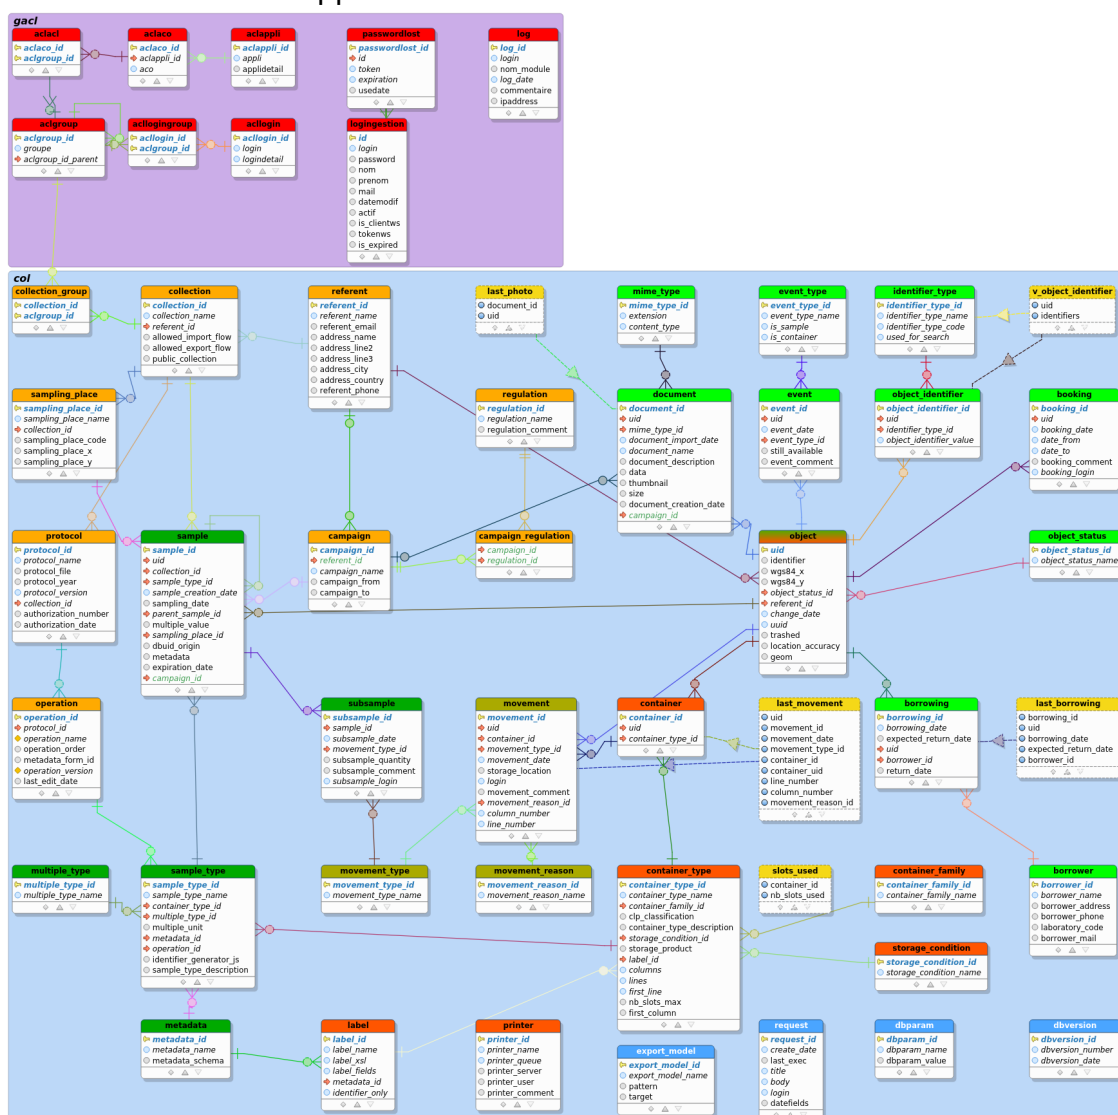 gacl
aclacl
aclaco_id
aclgroup_id
aclaco
aclaco_id
aclappli_id
aco
aclappli
aclappli_id
appli
applidetail
passwordlost
passwordlost_id
id
token
expiration
usedate
log
log_id
login
nom_module
log_date
commentaire
ipaddress
aclgroup
aclgroup_id
groupe
aclgroup_id_parent
acllogingroup
acllogin_id
aclgroup_id
acllogin
acllogin_id
login
logindetail
logingestion
id
login
password
nom
prenom
mail
datemodif
actif
is_clientws
tokenws
is_expired
col
collection_group
collection_id
aclgroup_id
collection
collection_id
collection_name
referent_id
allowed_import_flow
allowed_export_flow
public_collection
referent
referent_id
referent_name
referent_email
address_name
address_line2
address_line3
address_city
address_country
referent_phone
last_photo
document_id
uid
mime_type
mime_type_id
extension
content_type
event_type
event_type_id
event_type_name
is_sample
is_container
identifier_type
identifier_type_id
identifier_type_name
identifier_type_code
used_for_search
v_object_identifier
uid
identifiers
sampling_place
sampling_place_id
sampling_place_name
collection_id
sampling_place_code
sampling_place_x
sampling_place_y
regulation
regulation_id
regulation_name
regulation_comment
document
document_id
uid
mime_type_id
document_import_date
document_name
document_description
data
thumbnail
size
document_creation_date
campaign_id
event
event_id
uid
event_date
event_type_id
still_available
event_comment
object_identifier
object_identifier_id
uid
identifier_type_id
object_identifier_value
booking
booking_id
uid
booking_date
date_from
date_to
booking_comment
booking_login
protocol
protocol_id
protocol_name
protocol_file
protocol_year
protocol_version
collection_id
authorization_number
authorization_date
sample
sample_id
uid
collection_id
sample_type_id
sample_creation_date
sampling_date
parent_sample_id
multiple_value
sampling_place_id
dbuid_origin
metadata
expiration_date
campaign_id
campaign
campaign_id
referent_id
campaign_name
campaign_from
campaign_to
campaign_regulation
campaign_id
regulation_id
object
uid
identifier
wgs84_x
wgs84_y
object_status_id
referent_id
change_date
uuid
trashed
location_accuracy
geom
object_status
object_status_id
object_status_name
operation
operation_id
protocol_id
operation_name
operation_order
metadata_form_id
operation_version
last_edit_date
subsample
subsample_id
sample_id
subsample_date
movement_type_id
subsample_quantity
subsample_comment
subsample_login
movement
movement_id
uid
container_id
movement_type_id
movement_date
storage_location
login
movement_comment
movement_reason_id
column_number
line_number
container
container_id
uid
container_type_id
last_movement
uid
movement_id
movement_date
movement_type_id
container_id
container_uid
line_number
column_number
movement_reason_id
borrowing
borrowing_id
borrowing_date
expected_return_date
uid
borrower_id
return_date
last_borrowing
borrowing_id
uid
borrowing_date
expected_return_date
borrower_id
multiple_type
multiple_type_id
multiple_type_name
sample_type
sample_type_id
sample_type_name
container_type_id
multiple_type_id
multiple_unit
metadata_id
operation_id
identifier_generator_js
sample_type_description
movement_type
movement_type_id
movement_type_name
movement_reason
movement_reason_id
movement_reason_name
container_type
container_type_id
container_type_name
container_family_id
clp_classification
container_type_description
storage_condition_id
storage_product
label_id
columns
lines
first_line
nb_slots_max
first_column
slots_used
container_id
nb_slots_used
container_family
container_family_id
container_family_name
borrower
borrower_id
borrower_name
borrower_address
borrower_phone
laboratory_code
borrower_mail
storage_condition
storage_condition_id
storage_condition_name
metadata
metadata_id
metadata_name
metadata_schema
label
label_id
label_name
label_xsl
label_fields
metadata_id
identifier_only
printer
printer_id
printer_name
printer_queue
printer_server
printer_user
printer_comment
export_model
export_model_id
export_model_name
pattern
target
request
request_id
create_date
last_exec
title
body
login
datefields
dbparam
dbparam_id
dbparam_name
dbparam_value
dbversion
dbversion_id
dbversion_number
dbversion_date